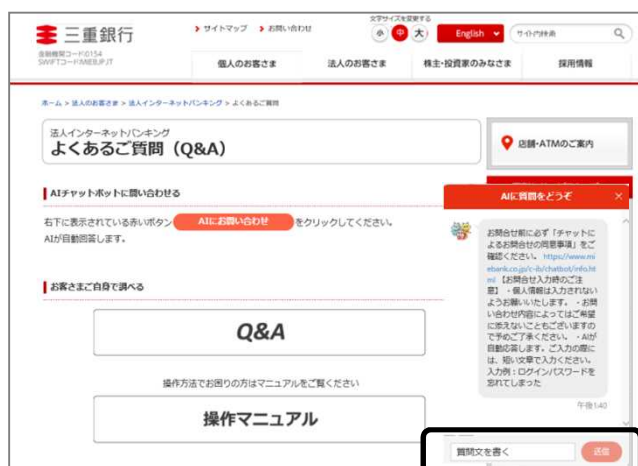 三重銀行
金融機関コード:0154
SWIFTコード:MIEBJPJT
サイトマップ
お問い合わせ
文字サイズを変更する
小 中 大
English
サイト内検索
個人のお客さま
法人のお客さま
株主・投資家のみなさま
採用情報
ホーム > 法人のお客さま > 法人インターネットバンキング > よくあるご質問
法人インターネットバンキング
よくあるご質問（Q&A）
店舗・ATMのご案内
AIチャットボットに問い合わせる
右下に表示されている赤いボタン AIにお問い合わせ をクリックしてください。
AIが自動回答します。
お客さまご自身で調べる
Q&A
操作方法でお困りの方はマニュアルをご覧ください
操作マニュアル
AIに質問をどうぞ
×
お問合せ前に必ず「チャットに
よるお問合せの同意事項」をご
確認ください。https://www.mi
ebank.co.jp/c-ib/chatbot/info.ht
ml 【お問合せ入力時のご注
意】・個人情報は入力されない
ようお願いいたします。・お問
い合わせ内容によってはご希望
に添えないこともございますの
で予めご了承ください。・AIが
自動応答します。ご入力の際に
は、短い文章で入力ください。
入力例：ログインパスワードを
忘れてしまった
午後1:40
質問文を書く
送信